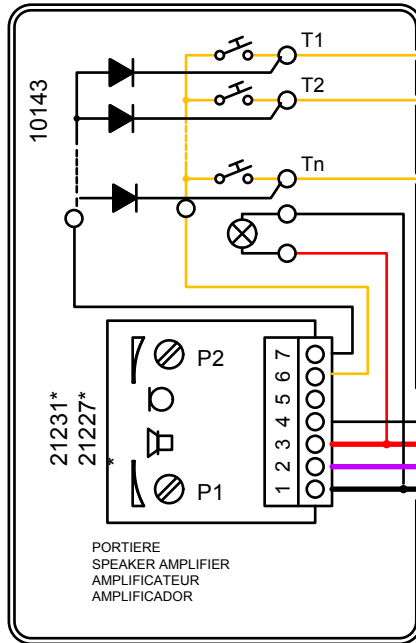 T1
T2
10143
Tn
P2
7
6
5
4
3
2
1
21231*
21227*
*
P1
PORTIERE
SPEAKER AMPLIFIER
AMPLIFICATEUR
AMPLIFICADOR